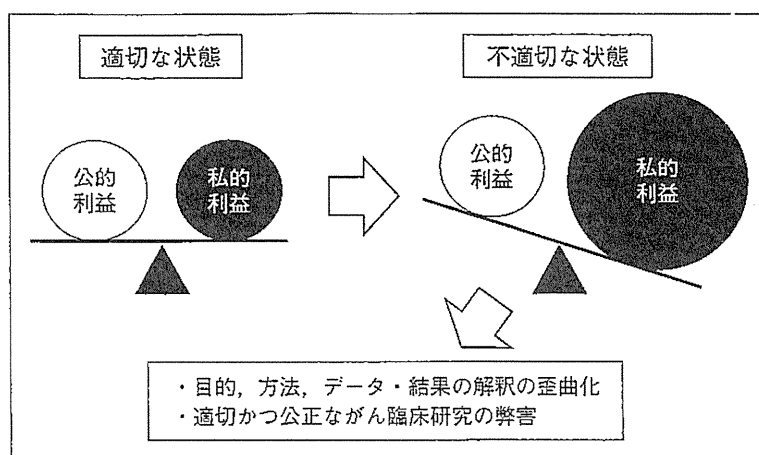 適切な状態
不適切な状態
公的
利益
私的
利益
公的
利益
私的
利益
・目的，方法，データ・結果の解釈の歪曲化
・適切かつ公正ながん臨床研究の弊害